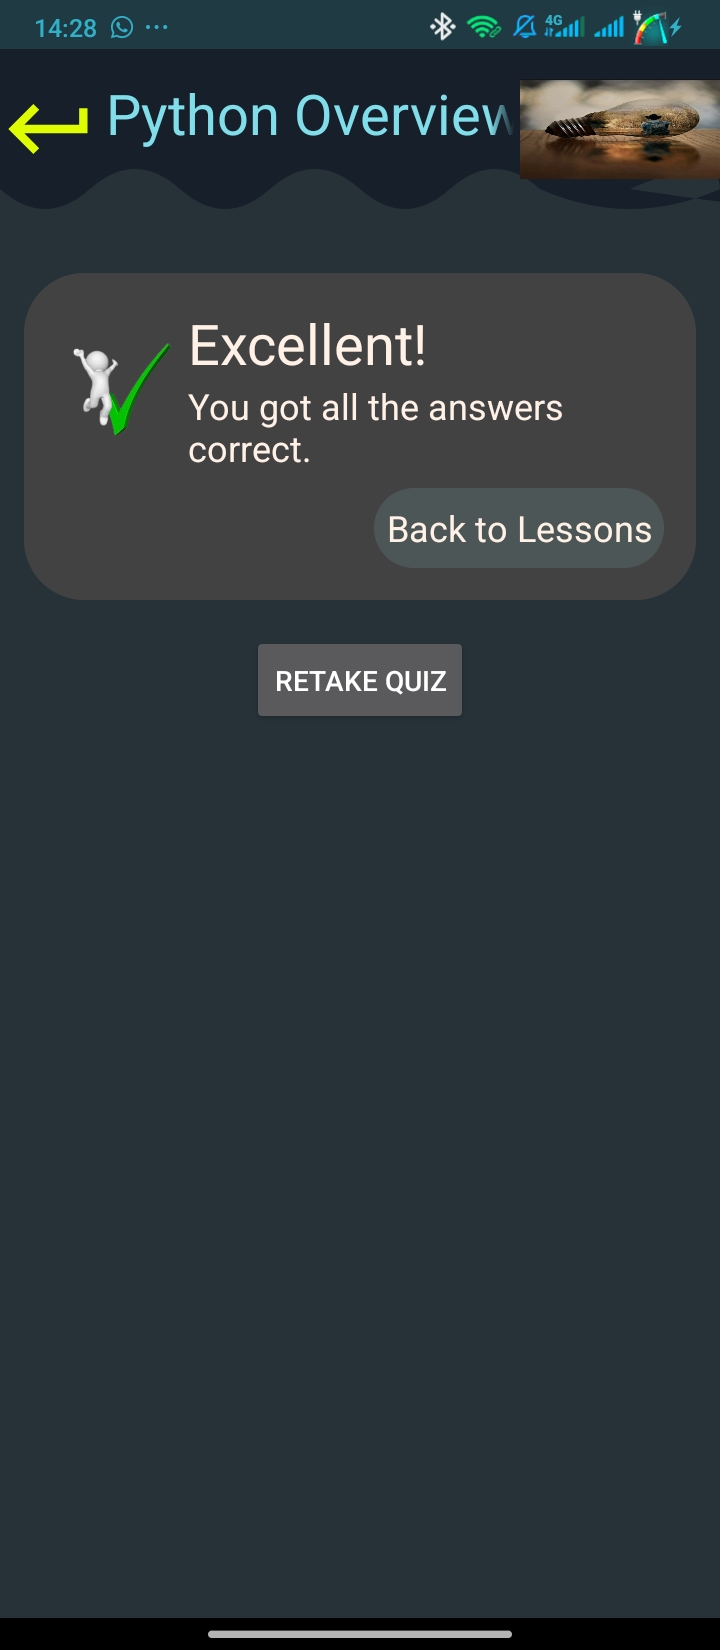 14:28
4G
Python Overview
Excellent!
You got all the answers
correct.
Back to Lessons
RETAKE QUIZ